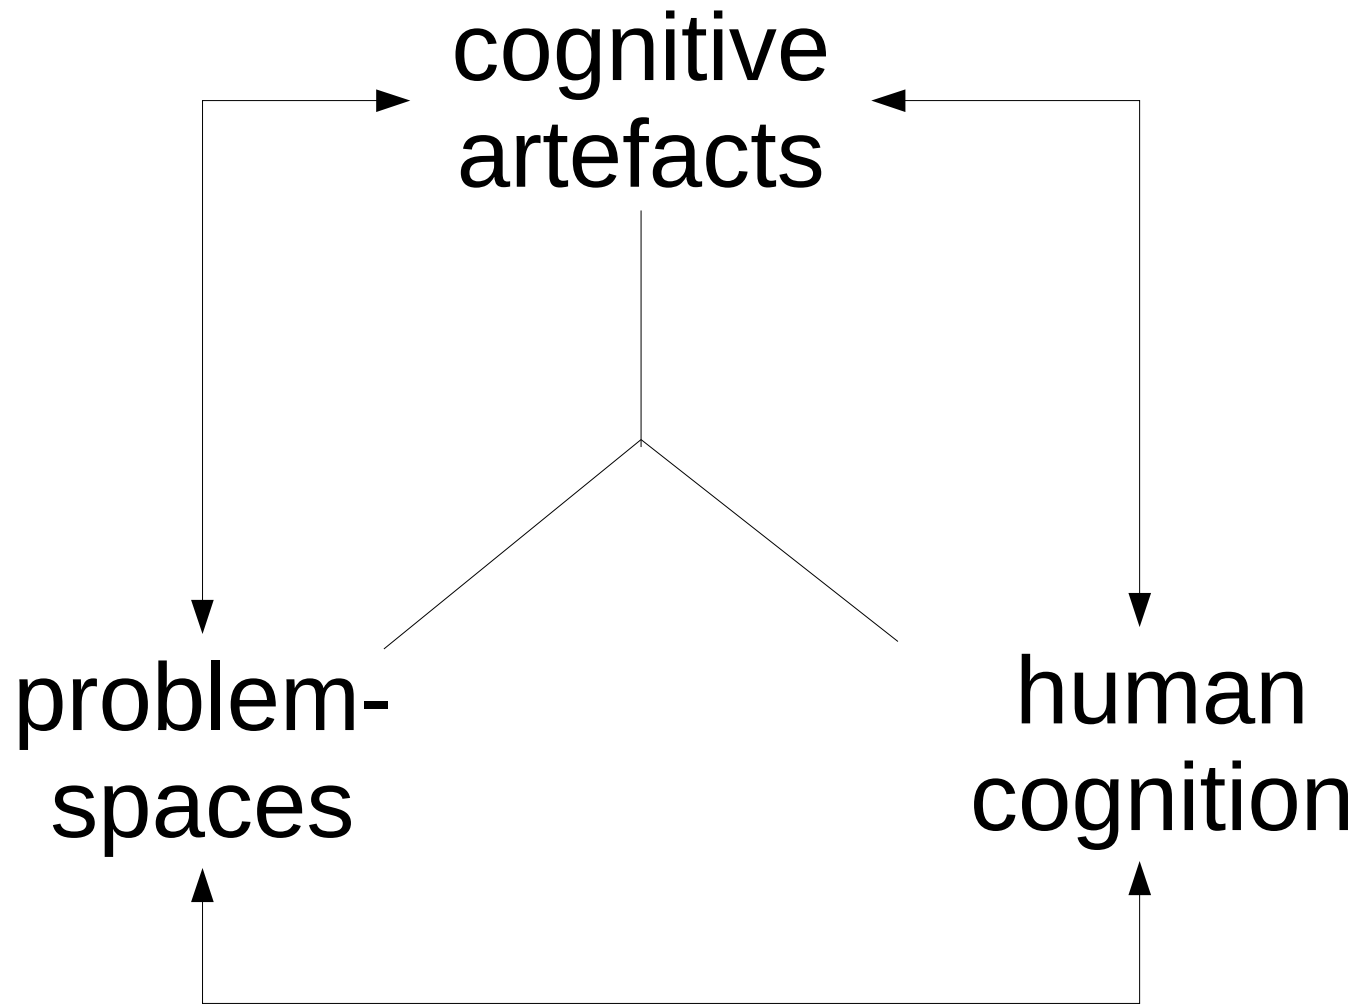 cognitive
artefacts
problem-
spaces
human
cognition